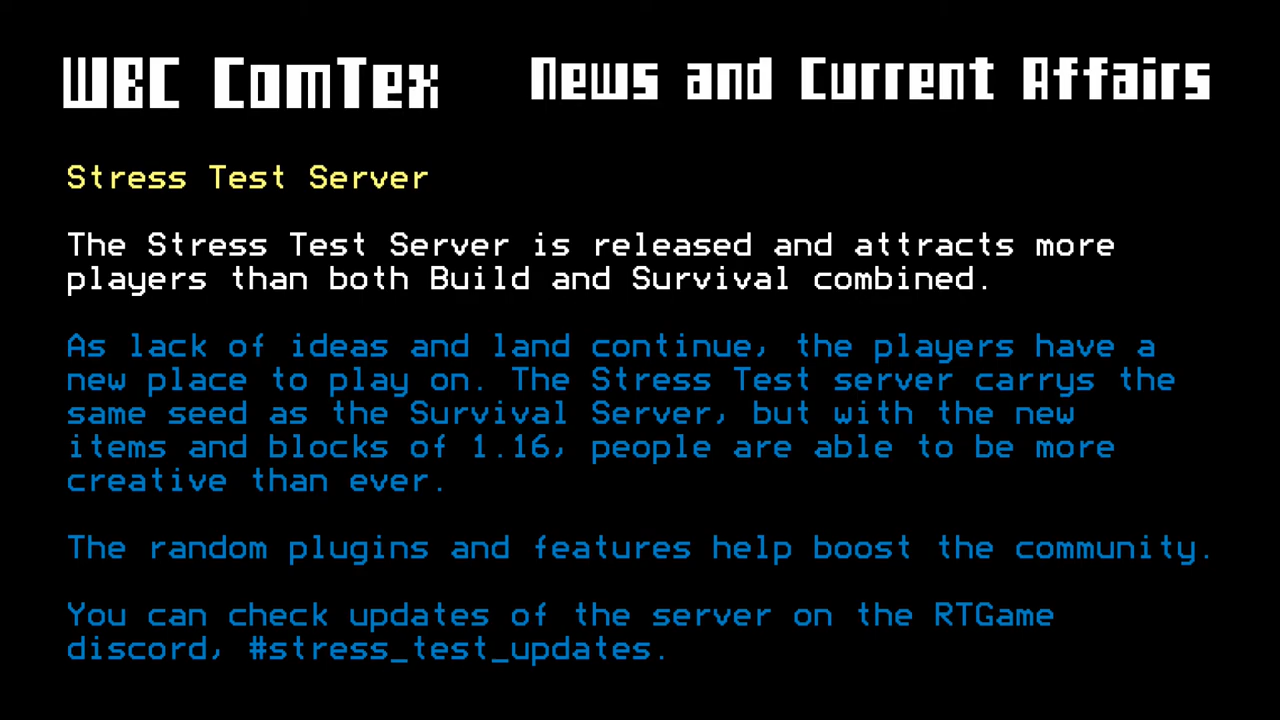 WBC ComTex News and Current Affairs
Stress Test Server
The Stress Test Server is released and attracts more
players than both Build and Survival combined.
As lack of ideas and land continue, the players have a
new place to play on. The Stress Test server carrys the
same seed as the Survival Server, but with the new
items and blocks of 1.16, people are able to be more
creative than ever.
The random plugins and features help boost the community.
You can check updates of the server on the RTGame
discord, #stress_test_updates.